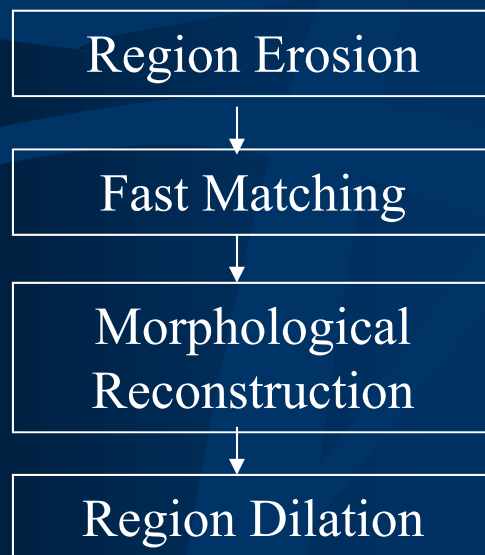 Region Erosion
Fast Matching
Morphological
Reconstruction
Region Dilation